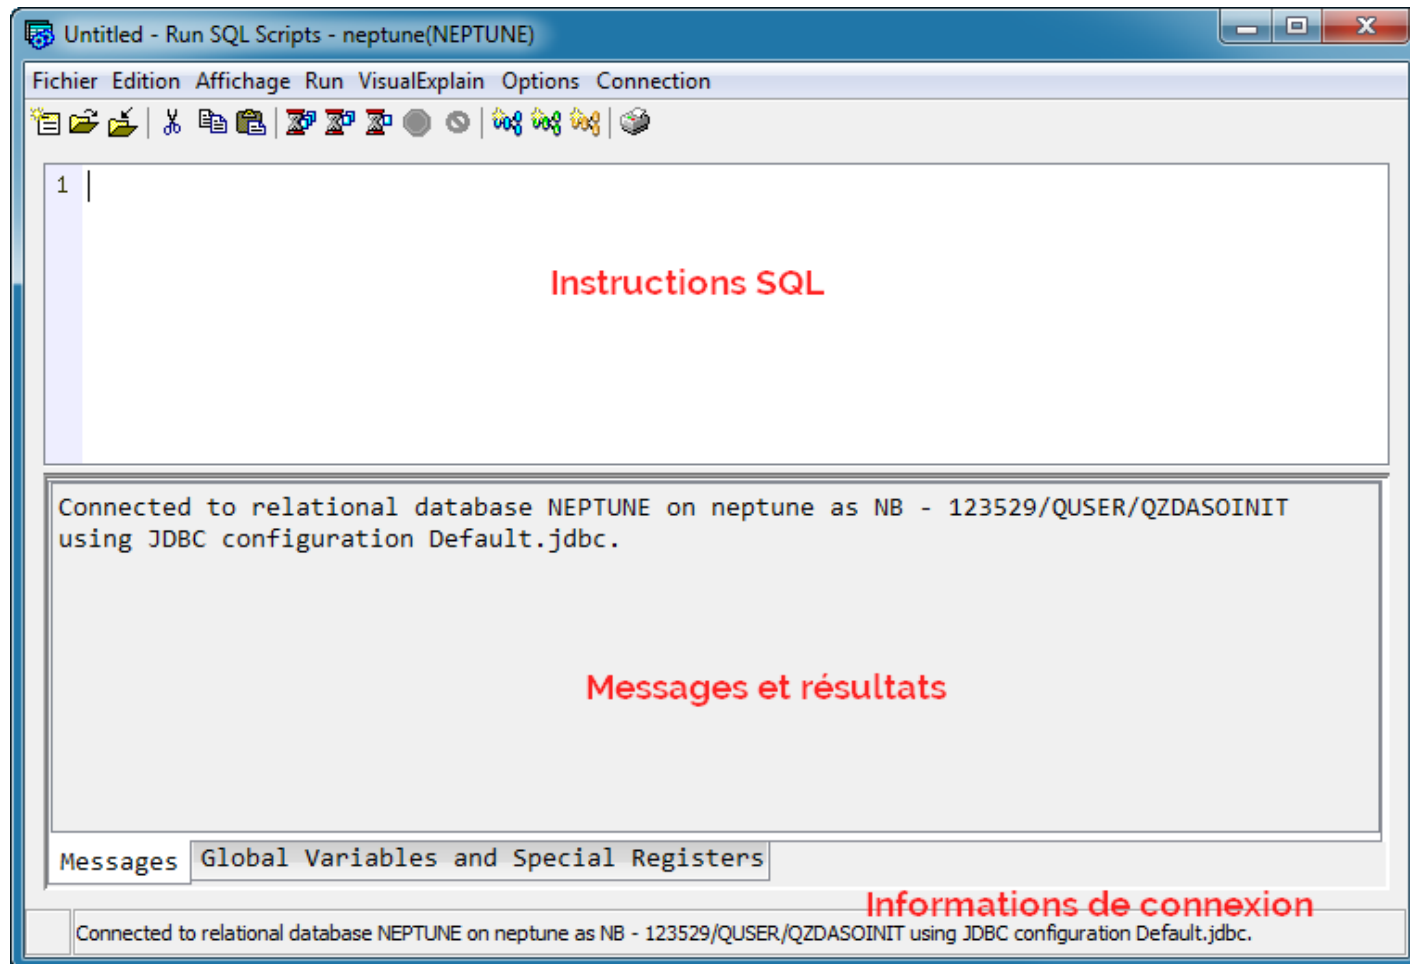 Untitled - Run SQL Scripts - neptune(NEPTUNE)
Fichier Edition Affichage Run VisualExplain Options Connection
1
Instructions SQL
Connected to relational database NEPTUNE on neptune as NB - 123529/QUSER/QZDASOINIT
using JDBC configuration Default.jdbc.
Messages et résultats
Messages Global Variables and Special Registers
Informations de connexion
Connected to relational database NEPTUNE on neptune as NB - 123529/QUSER/QZDASOINIT using JDBC configuration Default.jdbc.